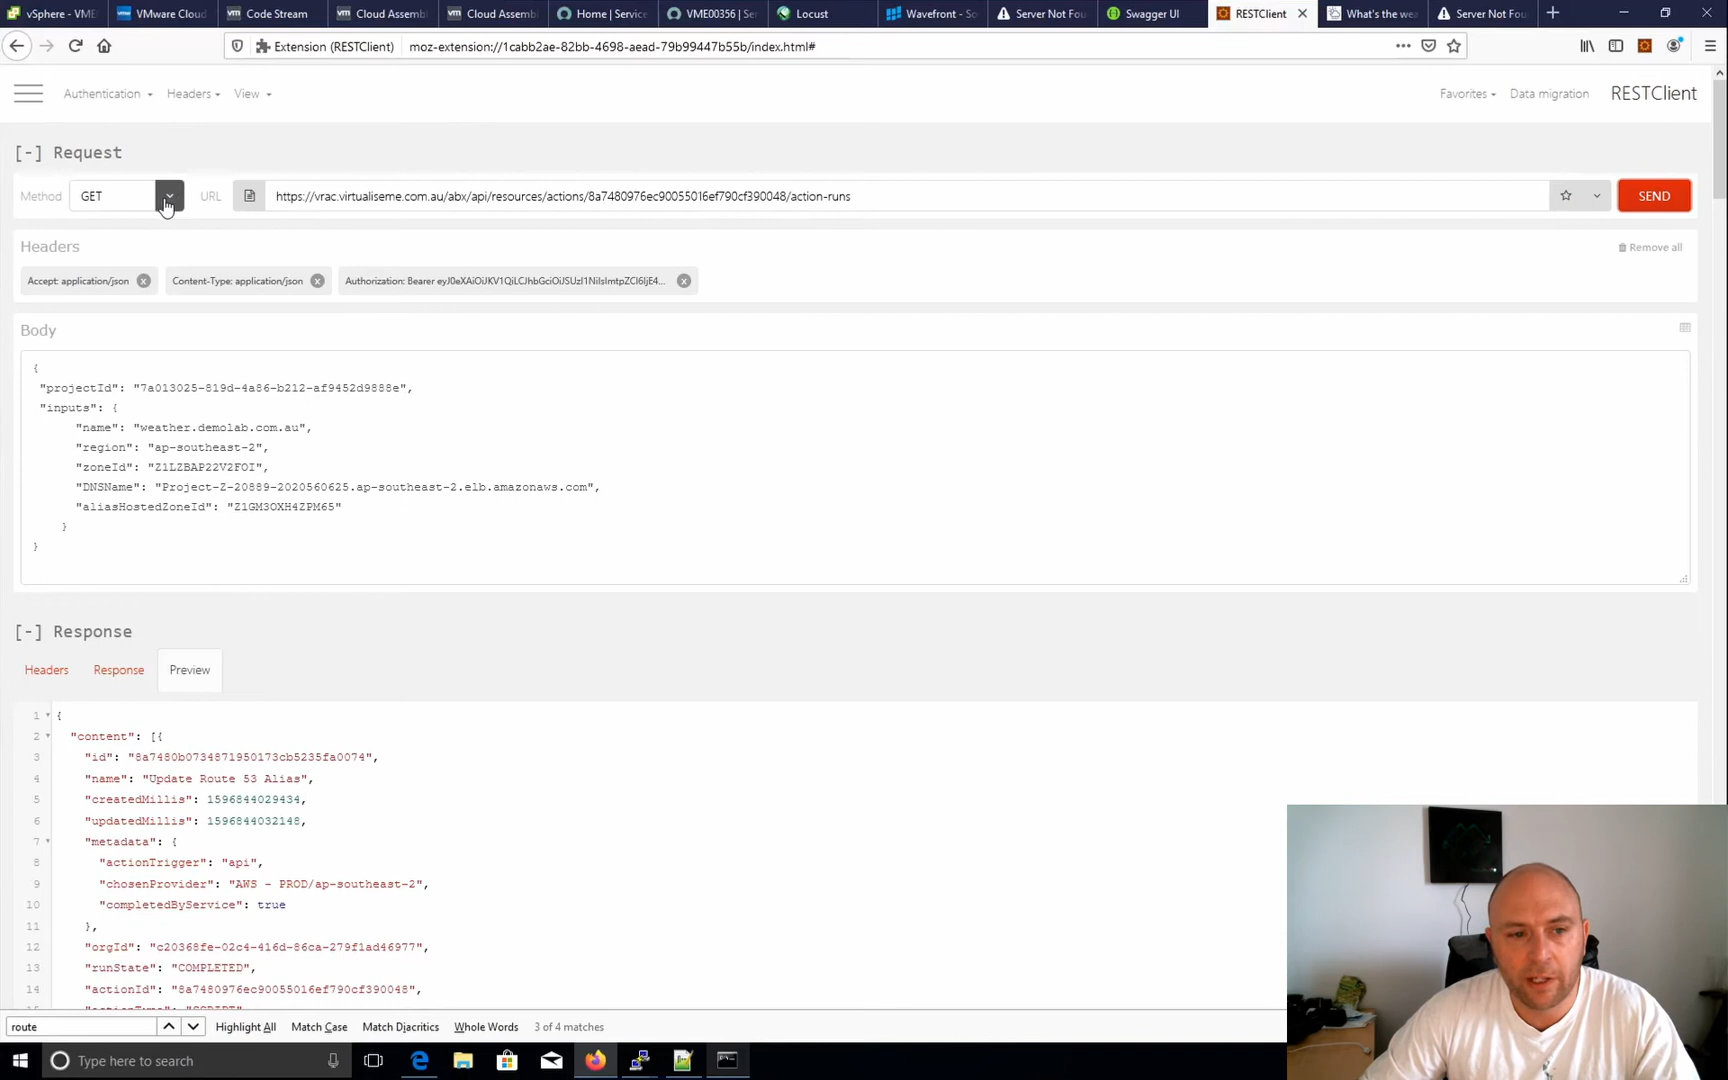 vSphere - VME
VMware Cloud
Code Stream
Cloud Assembl
Cloud Assembl
Home | Service
VME00356 | Se
Locust
Wavefront - So
Server Not Fou
Swagger UI
RESTClient
What's the wea
Server Not Fou
Extension (RESTClient)
moz-extension://1cabb2ae-82bb-4698-aead-79b99447b55b/index.html#
Authentication
Headers
View
Favorites
Data migration
RESTClient
[-] Request
Method
GET
URL
https://vrac.virtualiseme.com.au/abx/api/resources/actions/8a7480976ec90055016ef790cf390048/action-runs
SEND
Headers
Remove all
Accept: application/json
Content-Type: application/json
Authorization: Bearer eyJ0eXAiOiJKV1QiLCJhbGciOiJSUzI1NiIsImtpZCI6IjE4...
Body
{
"projectId": "7a013025-819d-4a86-b212-af9452d9888e",
"inputs": {
"name": "weather.demolab.com.au",
"region": "ap-southeast-2",
"zoneId": "Z1LZBAP22V2FOI",
"DNSName": "Project-Z-20889-2020560625.ap-southeast-2.elb.amazonaws.com",
"aliasHostedZoneId": "Z1GM3OXH4ZPM65"
}
}
[-] Response
Headers
Response
Preview
1 {
2 "content": [{
3 "id": "8a7480b0734871950173cb5235fa0074",
4 "name": "Update Route 53 Alias",
5 "createdMillis": 1596844029434,
6 "updatedMillis": 1596844032148,
7 "metadata": {
8 "actionTrigger": "api",
9 "chosenProvider": "AWS - PROD/ap-southeast-2",
10 "completedByService": true
11 },
12 "orgId": "c20368fe-02c4-416d-86ca-279f1ad46977",
13 "runState": "COMPLETED",
14 "actionId": "8a7480976ec90055016ef790cf390048",
route
Highlight All
Match Case
Match Diacritics
Whole Words
3 of 4 matches
Type here to search